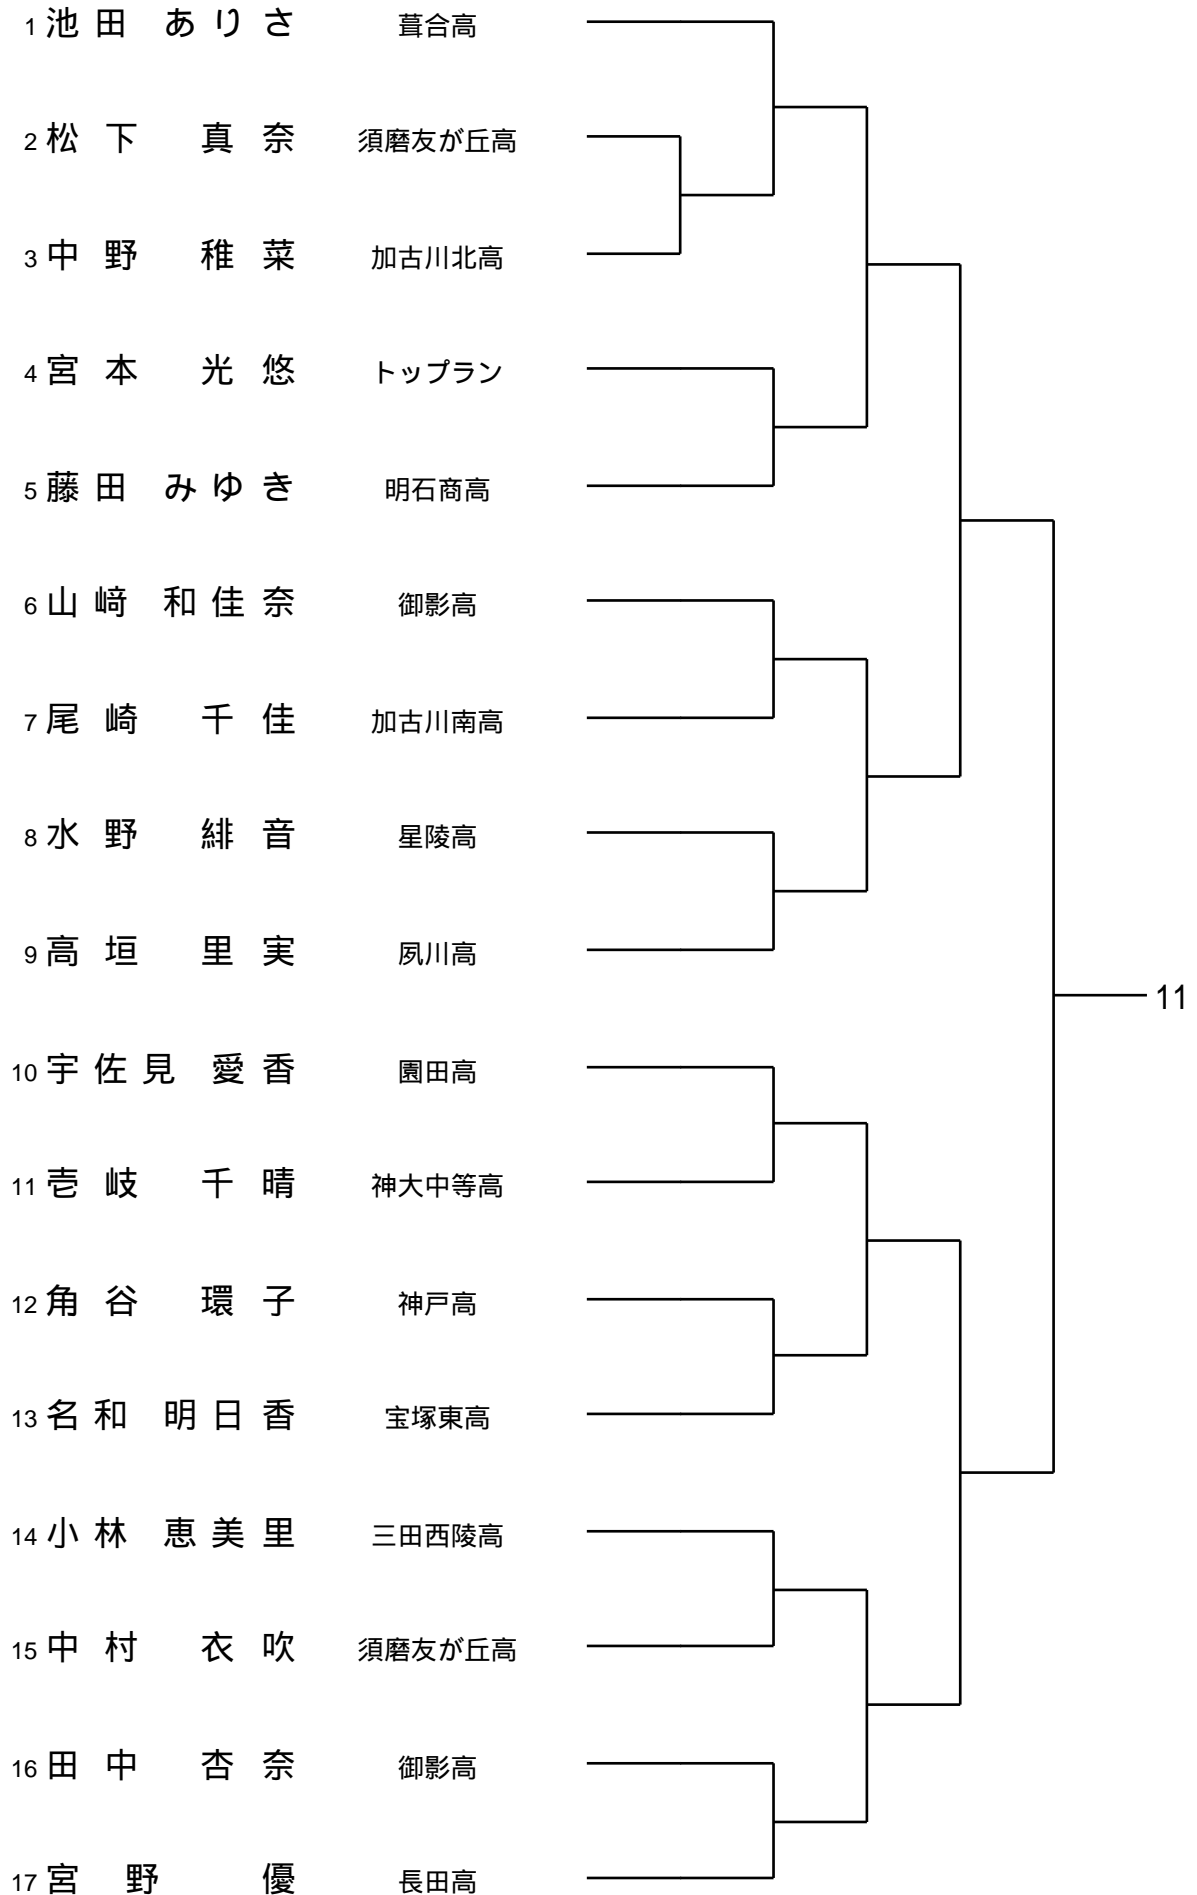 1 池田 ありさ 葺合高
2 松下 真奈 須磨友が丘高
3 中野 稚菜 加古川北高
4 宮本 光悠 トップラン
5 藤田 みゆき 明石商高
6 山﨑 和佳奈 御影高
7 尾崎 千佳 加古川南高
8 水野 緋音 星陵高
9 高垣 里実 夙川高
11
10 宇佐見 愛香 園田高
11 壱岐 千晴 神大中等高
12 角谷 環子 神戸高
13 名和 明日香 宝塚東高
14 小林 恵美里 三田西陵高
15 中村 衣吹 須磨友が丘高
16 田中 杏奈 御影高
17 宮野 優 長田高